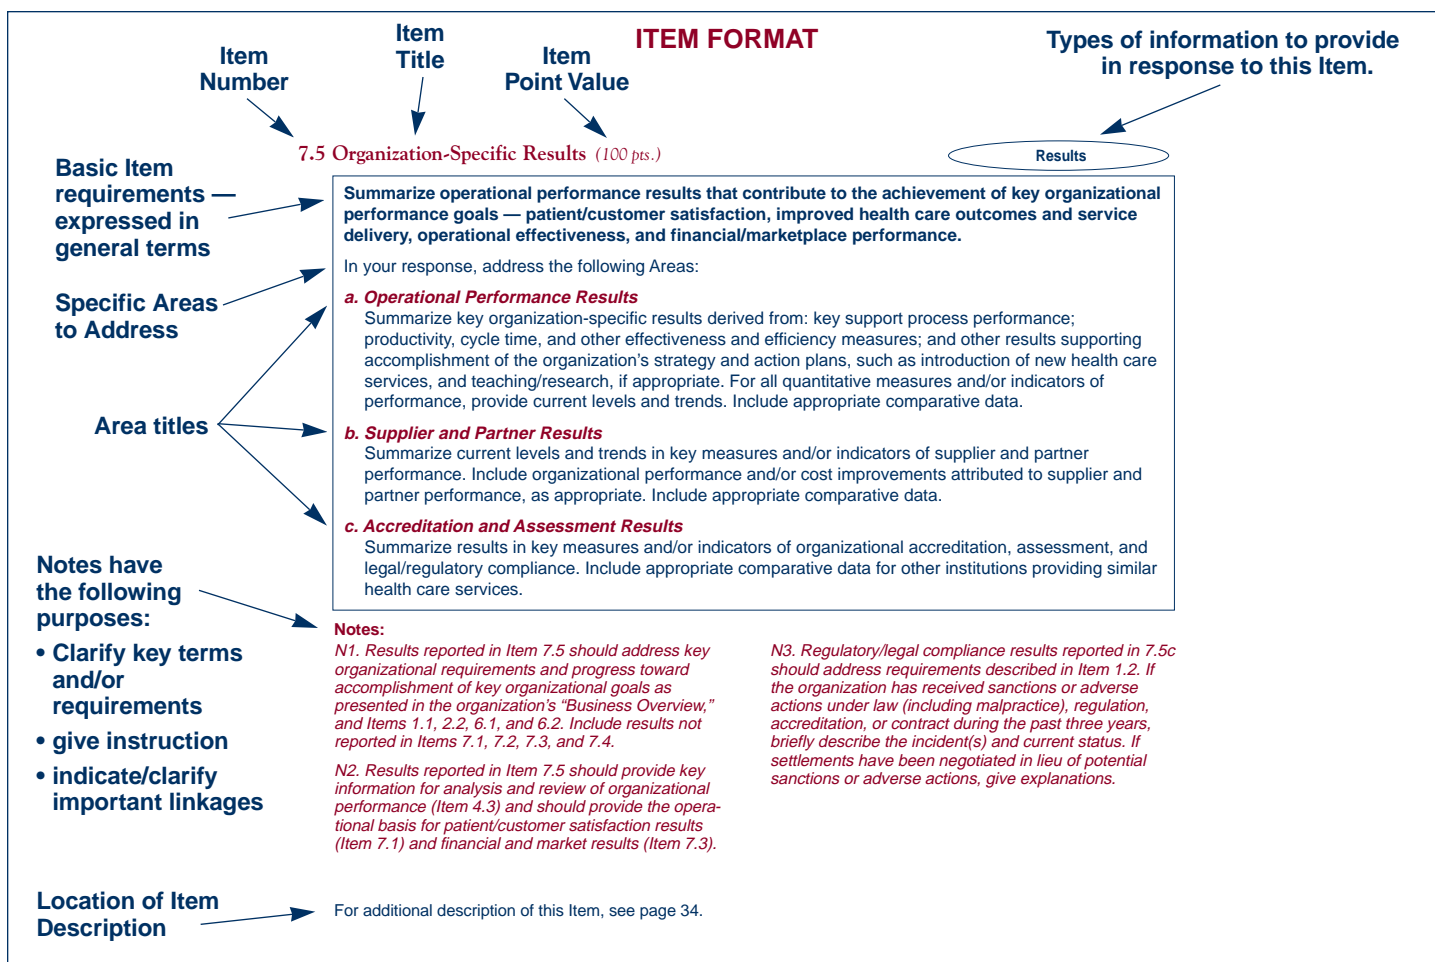 ITEM FORMAT
Item
Number
Item
Title
Item
Point Value
Types of information to provide
in response to this Item.
7.5 Organization-Specific Results (100 pts.)
Results
Basic Item
requirements —
expressed in
general terms
Summarize operational performance results that contribute to the achievement of key organizational
performance goals — patient/customer satisfaction, improved health care outcomes and service
delivery, operational effectiveness, and financial/marketplace performance.
Specific Areas
to Address
In your response, address the following Areas:
Area titles
a. Operational Performance Results
Summarize key organization-specific results derived from: key support process performance;
productivity, cycle time, and other effectiveness and efficiency measures; and other results supporting
accomplishment of the organization's strategy and action plans, such as introduction of new health care
services, and teaching/research, if appropriate. For all quantitative measures and/or indicators of
performance, provide current levels and trends. Include appropriate comparative data.
b. Supplier and Partner Results
Summarize current levels and trends in key measures and/or indicators of supplier and partner
performance. Include organizational performance and/or cost improvements attributed to supplier and
partner performance, as appropriate. Include appropriate comparative data.
c. Accreditation and Assessment Results
Summarize results in key measures and/or indicators of organizational accreditation, assessment, and
legal/regulatory compliance. Include appropriate comparative data for other institutions providing similar
health care services.
Notes have
the following
purposes:
• Clarify key terms
and/or
requirements
• give instruction
• indicate/clarify
important linkages
Notes:
N1. Results reported in Item 7.5 should address key
organizational requirements and progress toward
accomplishment of key organizational goals as
presented in the organization's “Business Overview,”
and Items 1.1, 2.2, 6.1, and 6.2. Include results not
reported in Items 7.1, 7.2, 7.3, and 7.4.
N2. Results reported in Item 7.5 should provide key
information for analysis and review of organizational
performance (Item 4.3) and should provide the opera-
tional basis for patient/customer satisfaction results
(Item 7.1) and financial and market results (Item 7.3).
N3. Regulatory/legal compliance results reported in 7.5c
should address requirements described in Item 1.2. If
the organization has received sanctions or adverse
actions under law (including malpractice), regulation,
accreditation, or contract during the past three years,
briefly describe the incident(s) and current status. If
settlements have been negotiated in lieu of potential
sanctions or adverse actions, give explanations.
Location of Item
Description
For additional description of this Item, see page 34.